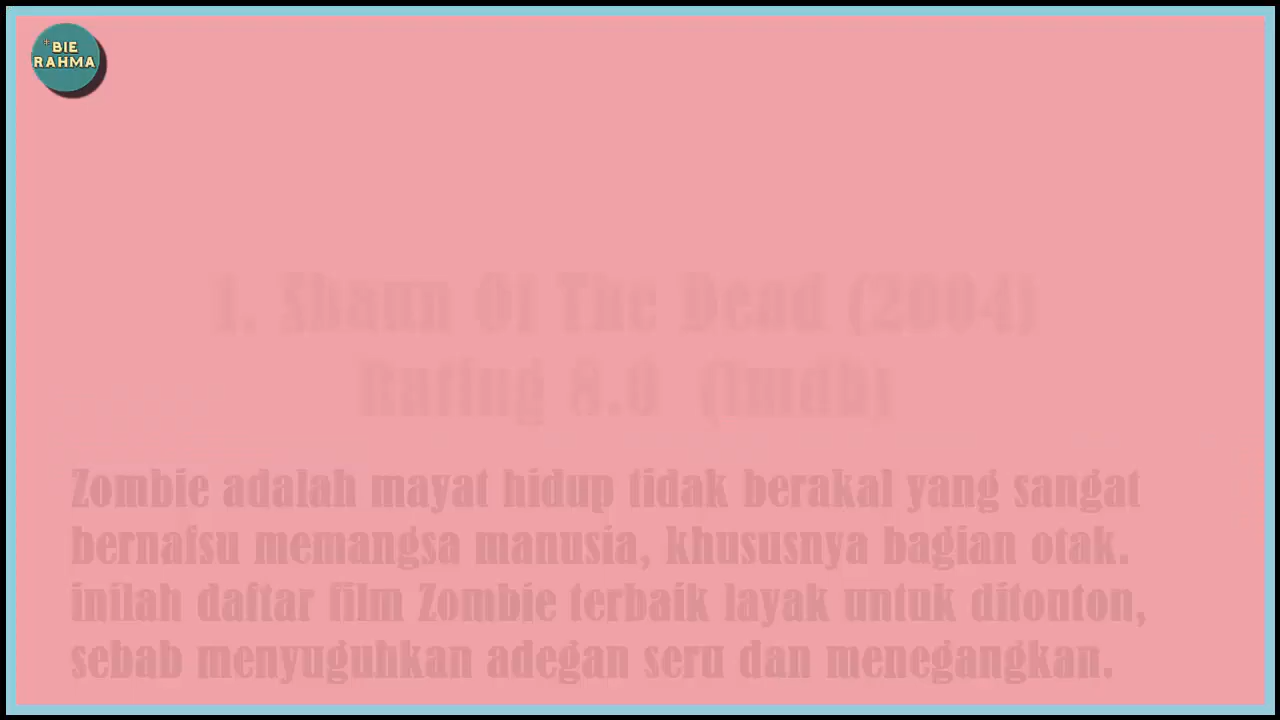 BIE
RAHMA
1. Shaun Of The Dead (2004)
Rating 8.0 (Imdb)
Zombie adalah mayat hidup tidak berakal yang sangat
bernafsu memangsa manusia, khususnya bagian otak.
inilah daftar film Zombie terbaik layak untuk ditonton,
sebab menyuguhkan adegan seru dan menegangkan.